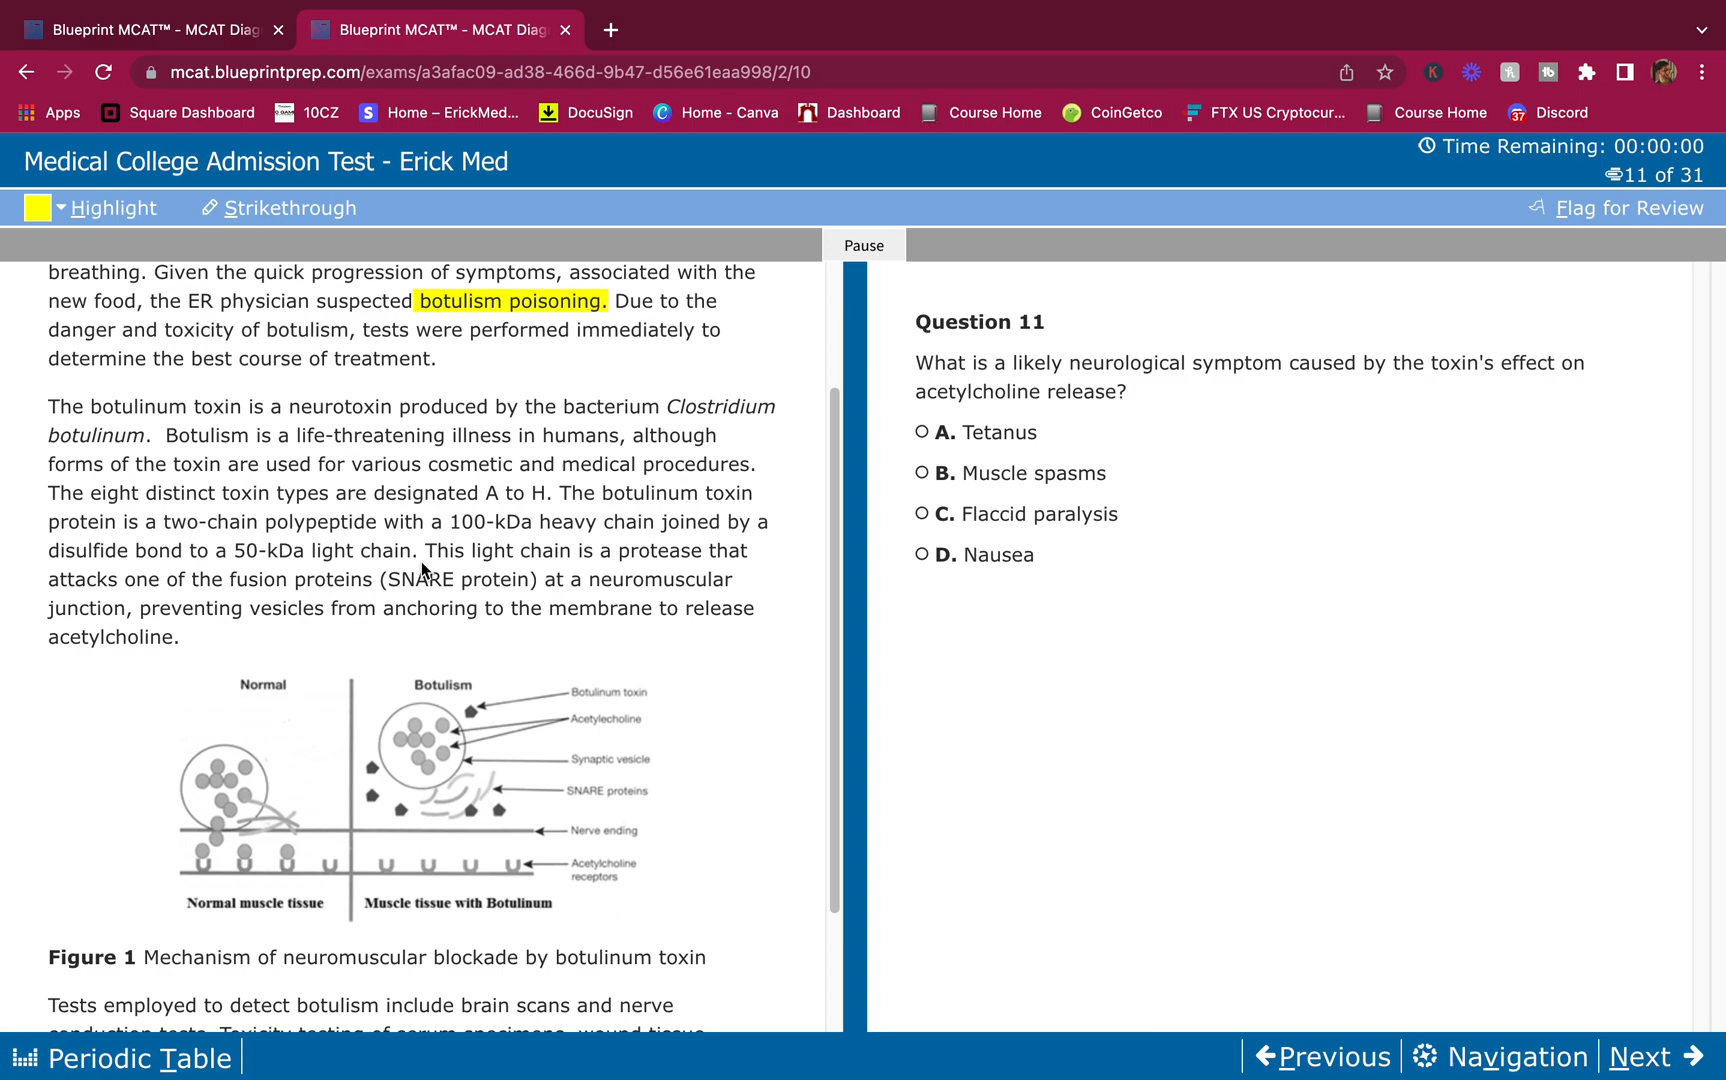 Blueprint MCAT™ - MCAT Diag
Blueprint MCAT™ - MCAT Diag
mcat.blueprintprep.com/exams/a3afac09-ad38-466d-9b47-d56e61eaa998/2/10
Apps
Square Dashboard
10CZ
Home – ErickMed...
DocuSign
Home - Canva
Dashboard
Course Home
CoinGetco
FTX US Cryptocur...
Course Home
37
Discord
Medical College Admission Test - Erick Med
Time Remaining: 00:00:00
11 of 31
Highlight
Strikethrough
Flag for Review
Pause
breathing. Given the quick progression of symptoms, associated with the
new food, the ER physician suspected botulism poisoning. Due to the
danger and toxicity of botulism, tests were performed immediately to
determine the best course of treatment.
The botulinum toxin is a neurotoxin produced by the bacterium Clostridium
botulinum. Botulism is a life-threatening illness in humans, although
forms of the toxin are used for various cosmetic and medical procedures.
The eight distinct toxin types are designated A to H. The botulinum toxin
protein is a two-chain polypeptide with a 100-kDa heavy chain joined by a
disulfide bond to a 50-kDa light chain. This light chain is a protease that
attacks one of the fusion proteins (SNARE protein) at a neuromuscular
junction, preventing vesicles from anchoring to the membrane to release
acetylcholine.
Normal
Botulism
Botulinum toxin
Acetylecholine
Synaptic vesicle
SNARE proteins
Nerve ending
Acetylcholine
receptors
Normal muscle tissue
Muscle tissue with Botulinum
Figure 1 Mechanism of neuromuscular blockade by botulinum toxin
Tests employed to detect botulism include brain scans and nerve
conduction tests. Toxicity testing of serum specimens, wound tissue
Question 11
What is a likely neurological symptom caused by the toxin's effect on
acetylcholine release?
A. Tetanus
B. Muscle spasms
C. Flaccid paralysis
D. Nausea
Periodic Table
Previous
Navigation
Next